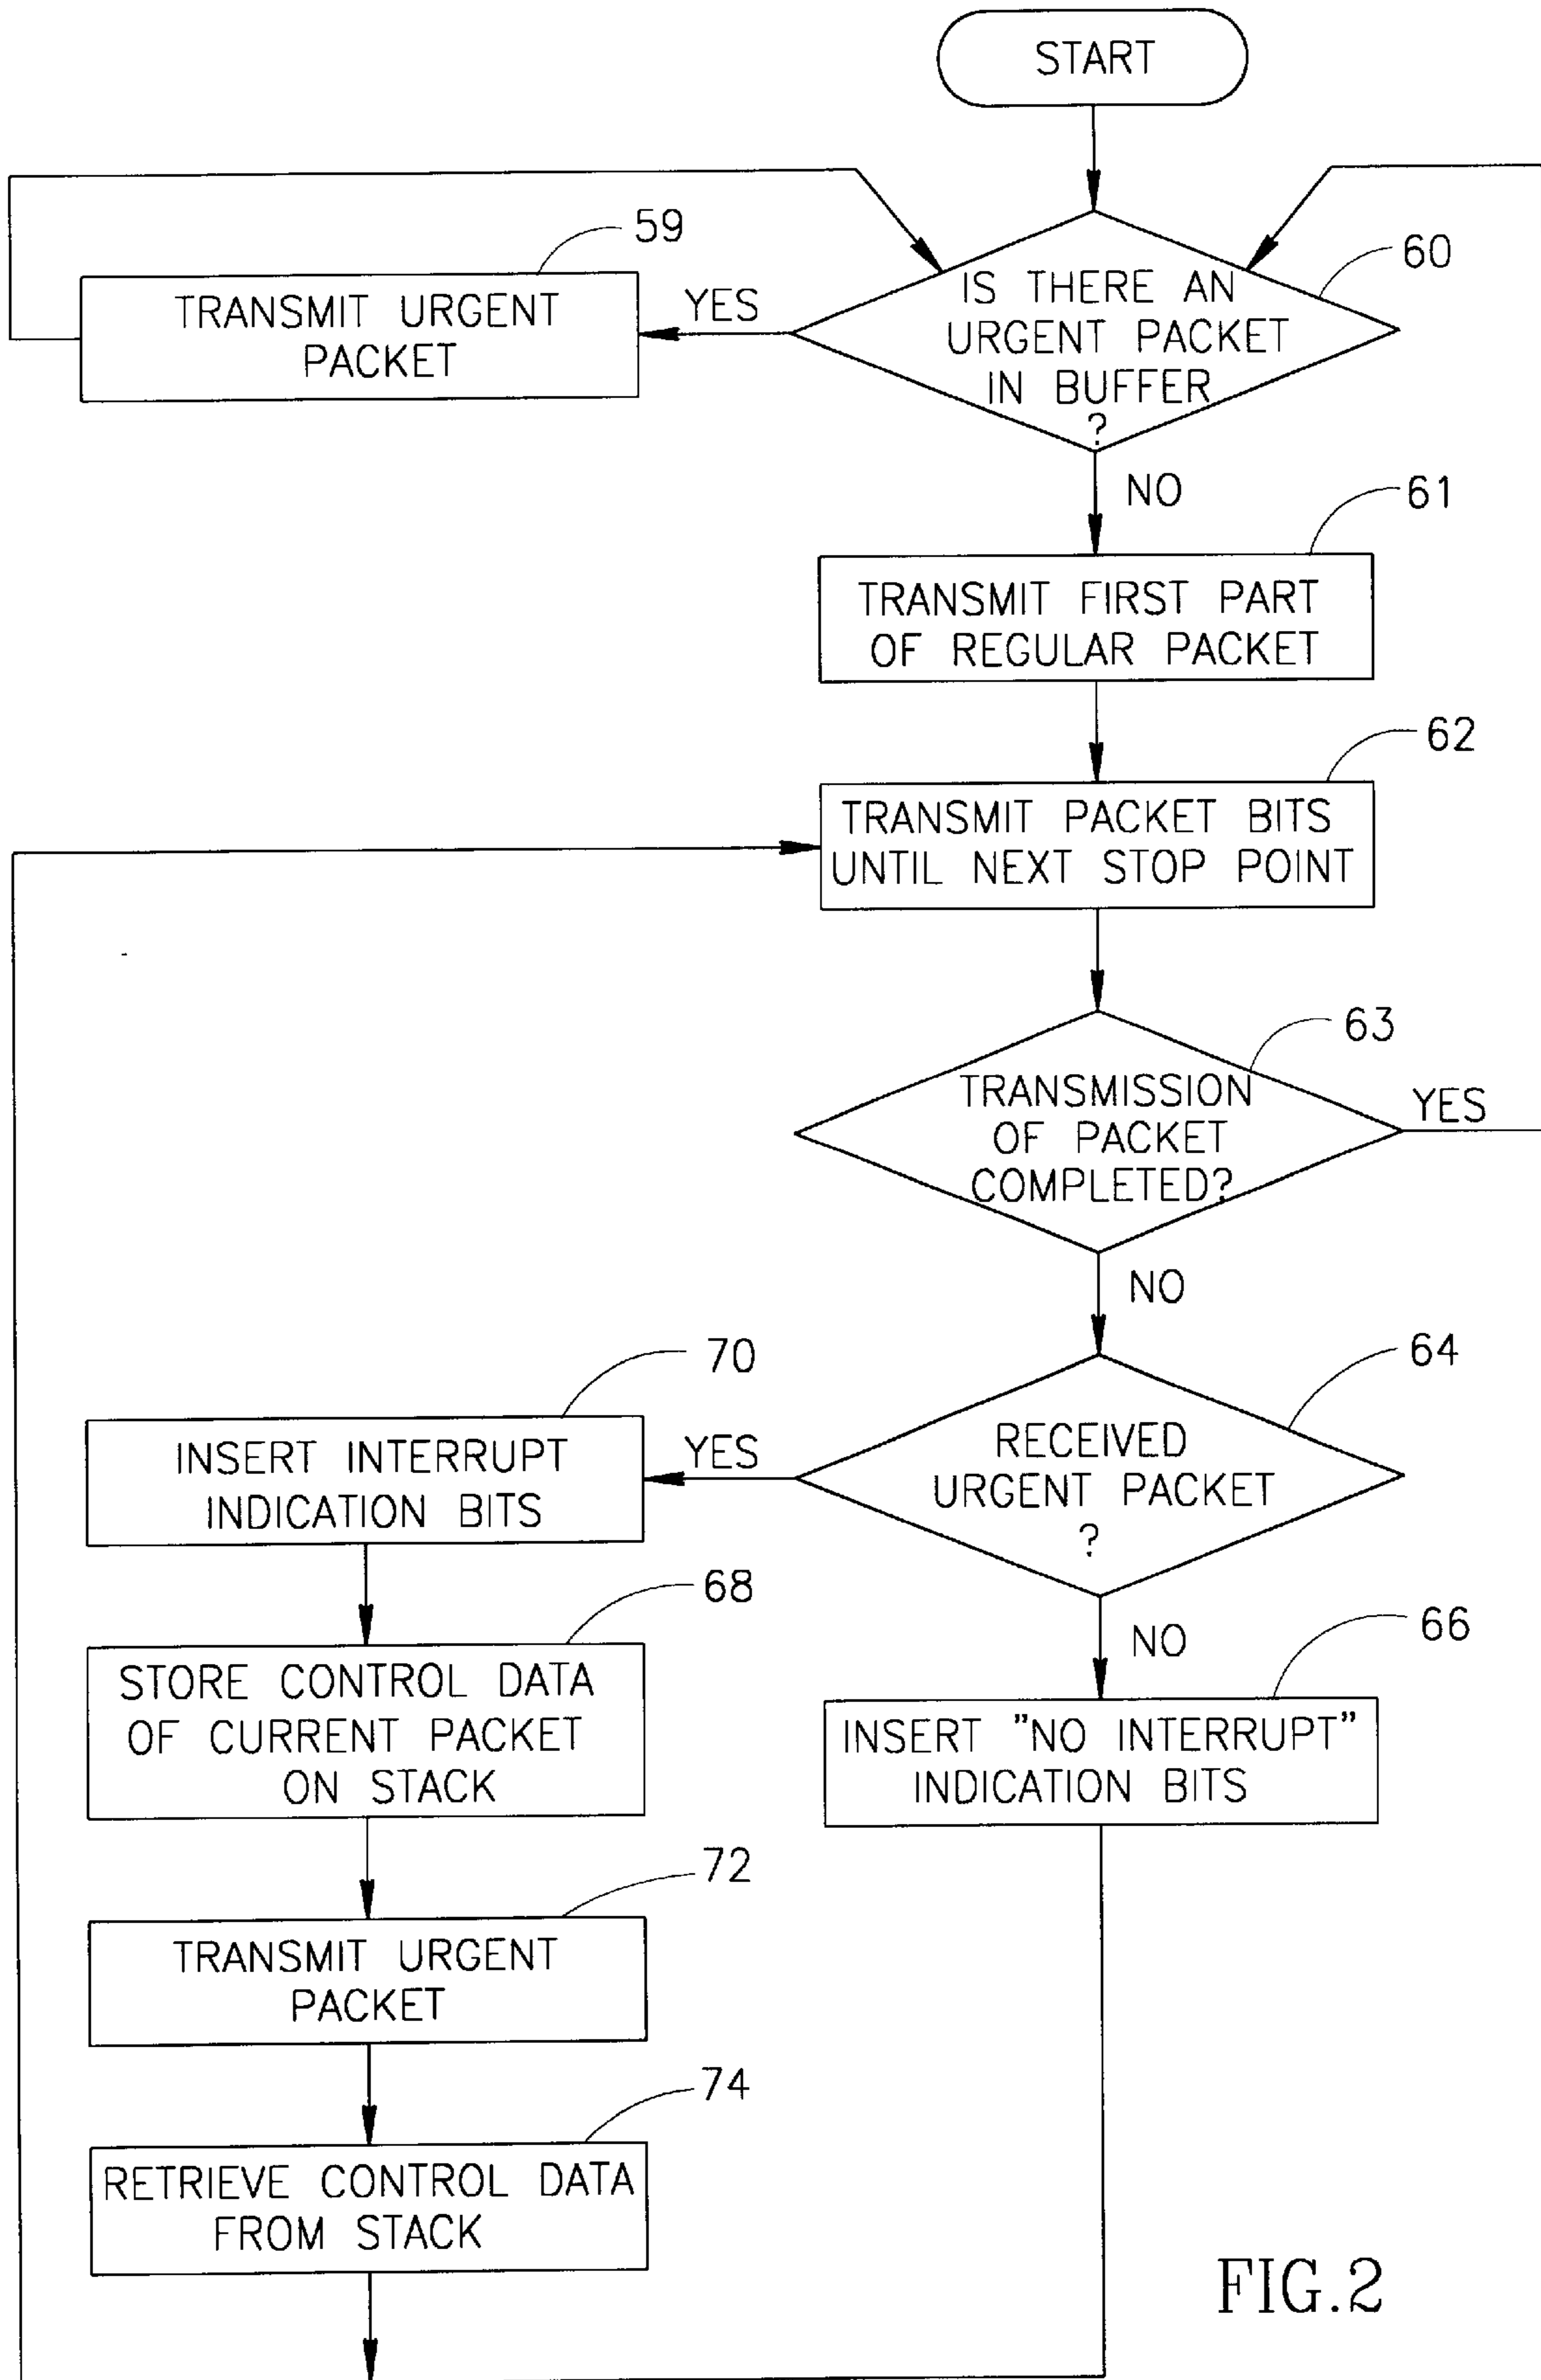 START
59
60
TRANSMIT URGENT
PACKET
YES
IS THERE AN
URGENT PACKET
IN BUFFER
?
NO
61
TRANSMIT FIRST PART
OF REGULAR PACKET
62
TRANSMIT PACKET BITS
UNTIL NEXT STOP POINT
63
TRANSMISSION
OF PACKET
COMPLETED?
YES
NO
70
64
INSERT INTERRUPT
INDICATION BITS
YES
RECEIVED
URGENT PACKET
?
68
NO
66
STORE CONTROL DATA
OF CURRENT PACKET
ON STACK
INSERT "NO INTERRUPT"
INDICATION BITS
72
TRANSMIT URGENT
PACKET
74
RETRIEVE CONTROL DATA
FROM STACK
FIG.2